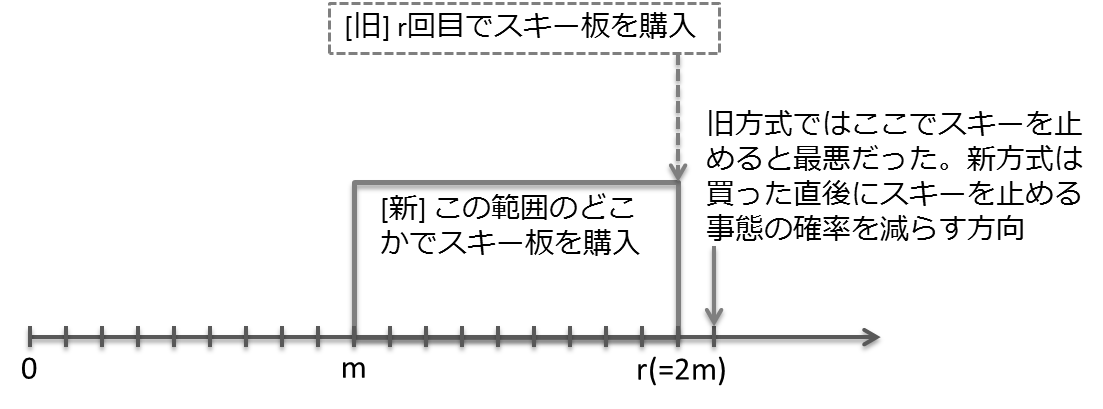 [旧] r回目でスキー板を購入
旧方式ではここでスキーを止
めると最悪だった。新方式は
買った直後にスキーを止める
事態の確率を減らす方向
[新] この範囲のどこ
かでスキー板を購入
0
m
r(=2m)